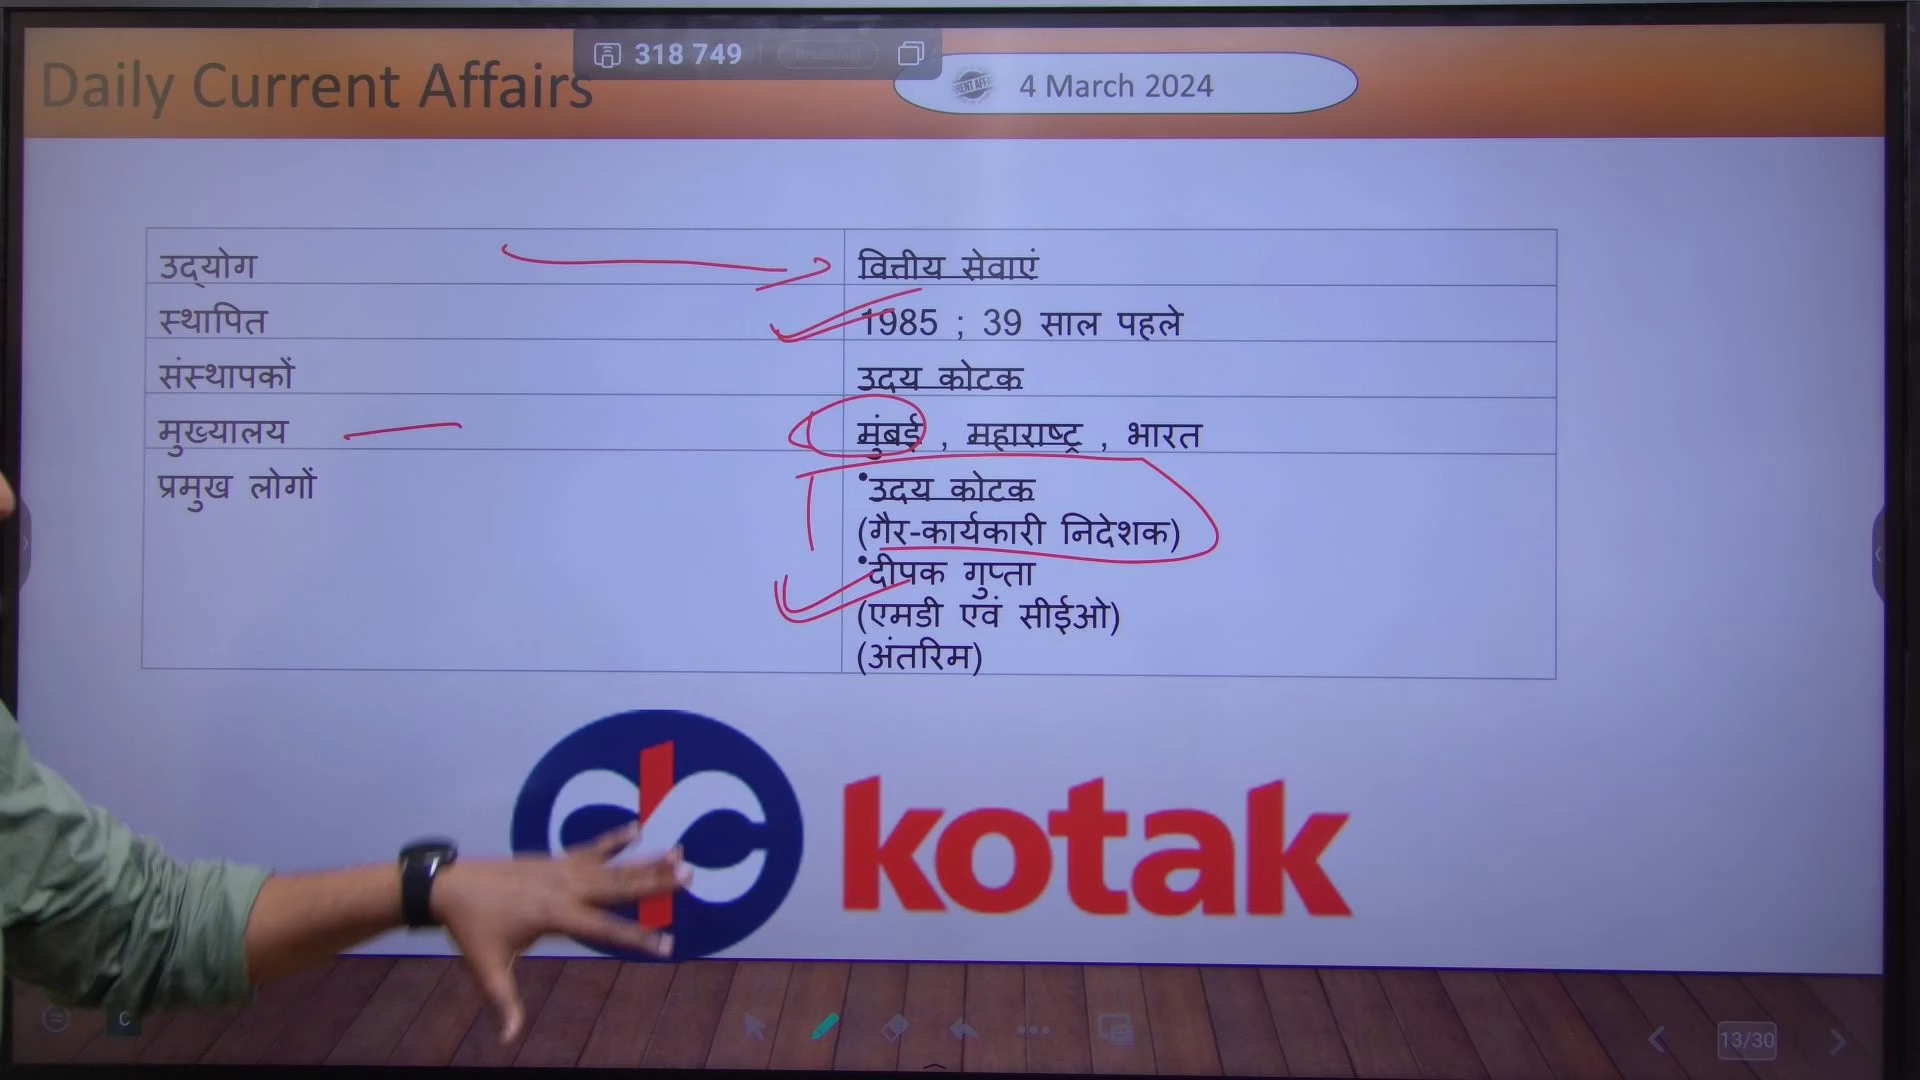 318 749
Broadcast
Daily Current Affairs
4 March 2024
उद्योग वित्तीय सेवाएं
स्थापित 1985 ; 39 साल पहले
संस्थापकों उदय कोटक
मुख्यालय मुंबई , महाराष्ट्र , भारत
प्रमुख लोगों •उदय कोटक
(गैर-कार्यकारी निदेशक)
•दीपक गुप्ता
(एमडी एवं सीईओ)
(अंतरिम)
kotak
C
13/30